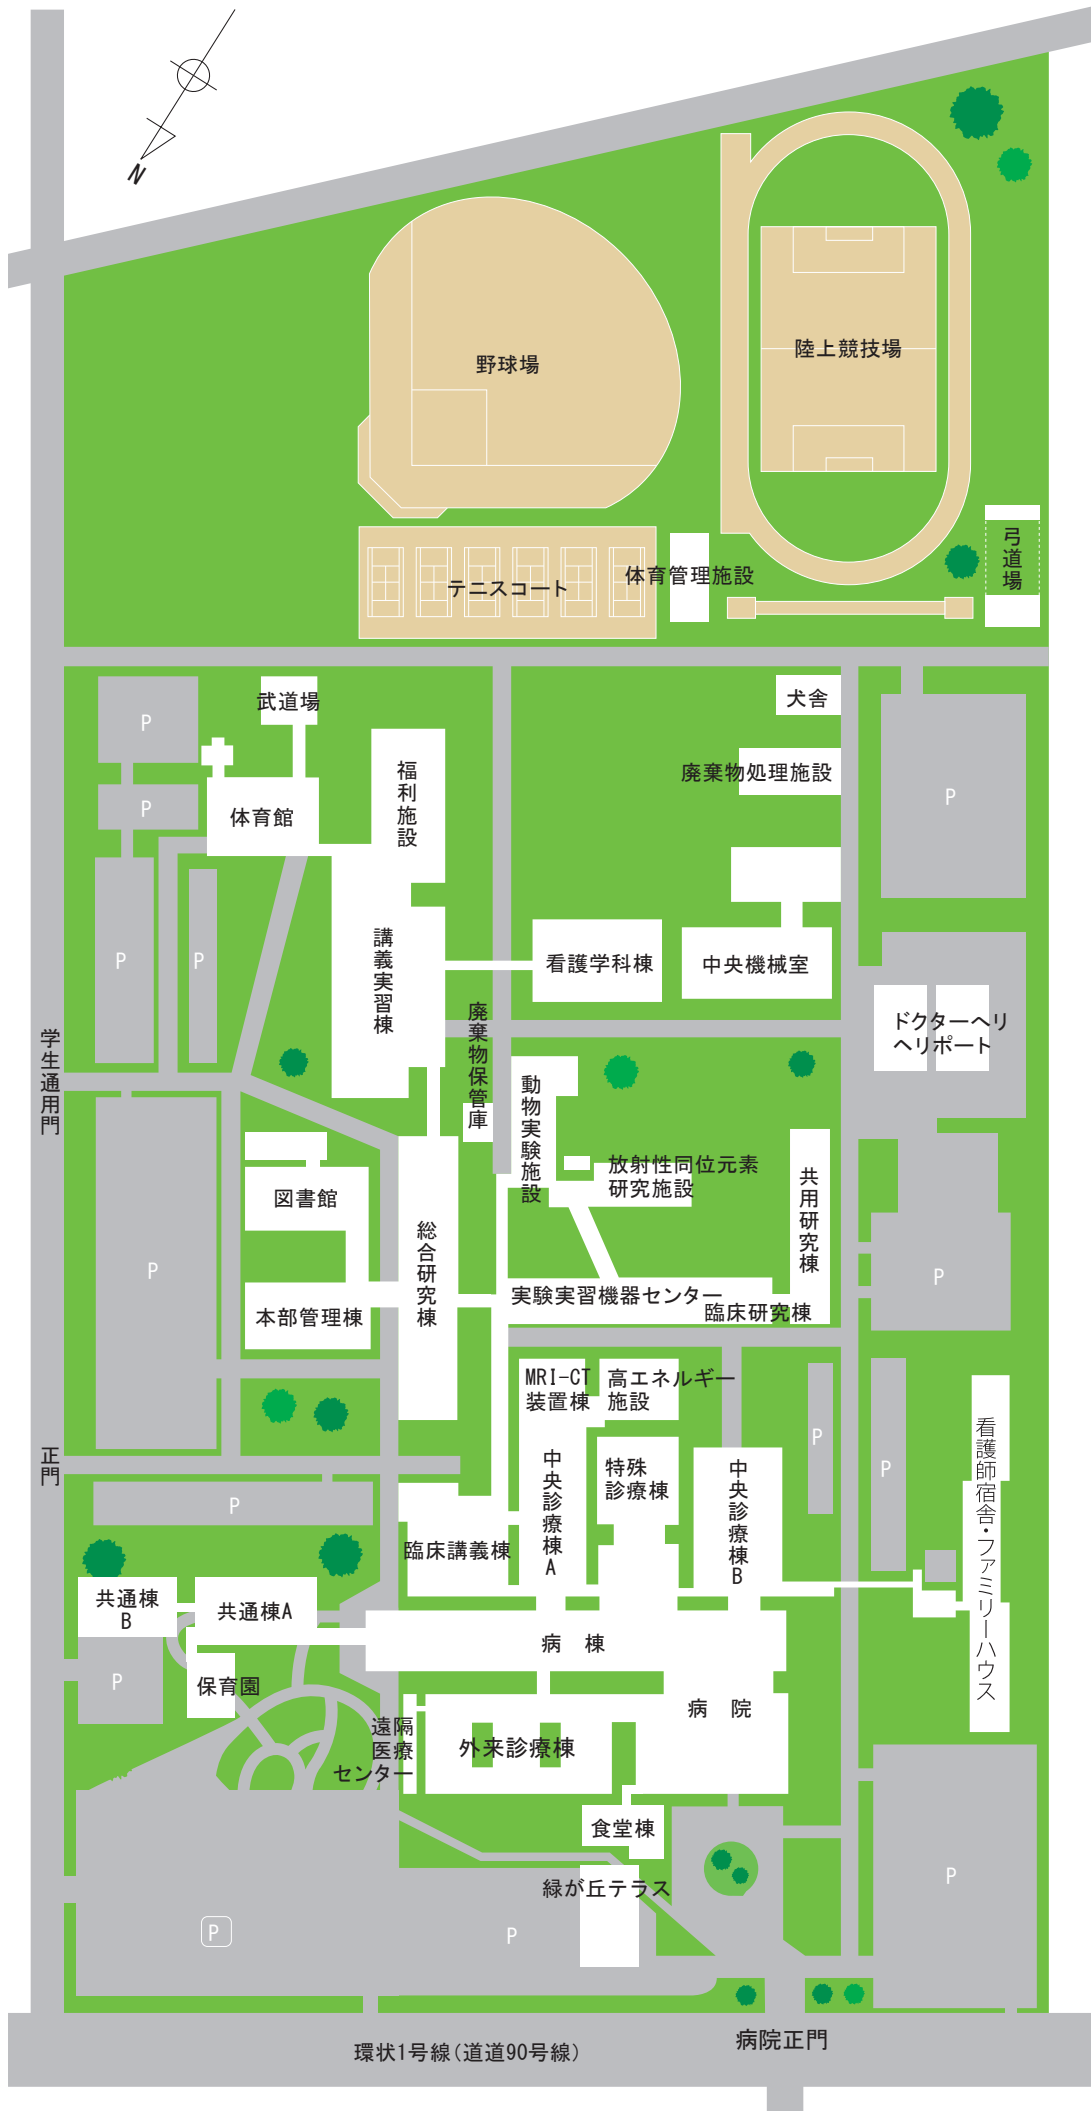 N
野球場
陸上競技場
弓道場
体育管理施設
テニスコート
武道場
犬舎
P
福利施設
廃棄物処理施設
P
P
体育館
講義実習棟
看護学科棟
中央機械室
P
P
廃棄物保管庫
ドクターヘリ
ヘリポート
学生通用門
動物実験施設
放射性同位元素
研究施設
共用研究棟
図書館
総合研究棟
P
P
実験実習機器センター
本部管理棟
臨床研究棟
MRI-CT
装置棟
高エネルギー
施設
看護師宿舎・ファミリーハウス
P
正門
中央診療棟A
特殊
診療棟
中央診療棟B
P
P
臨床講義棟
共通棟
B
共通棟A
病 棟
P
保育園
病 院
遠隔
医療
センター
外来診療棟
食堂棟
緑が丘テラス
P
P
P
病院正門
環状1号線(道道90号線)